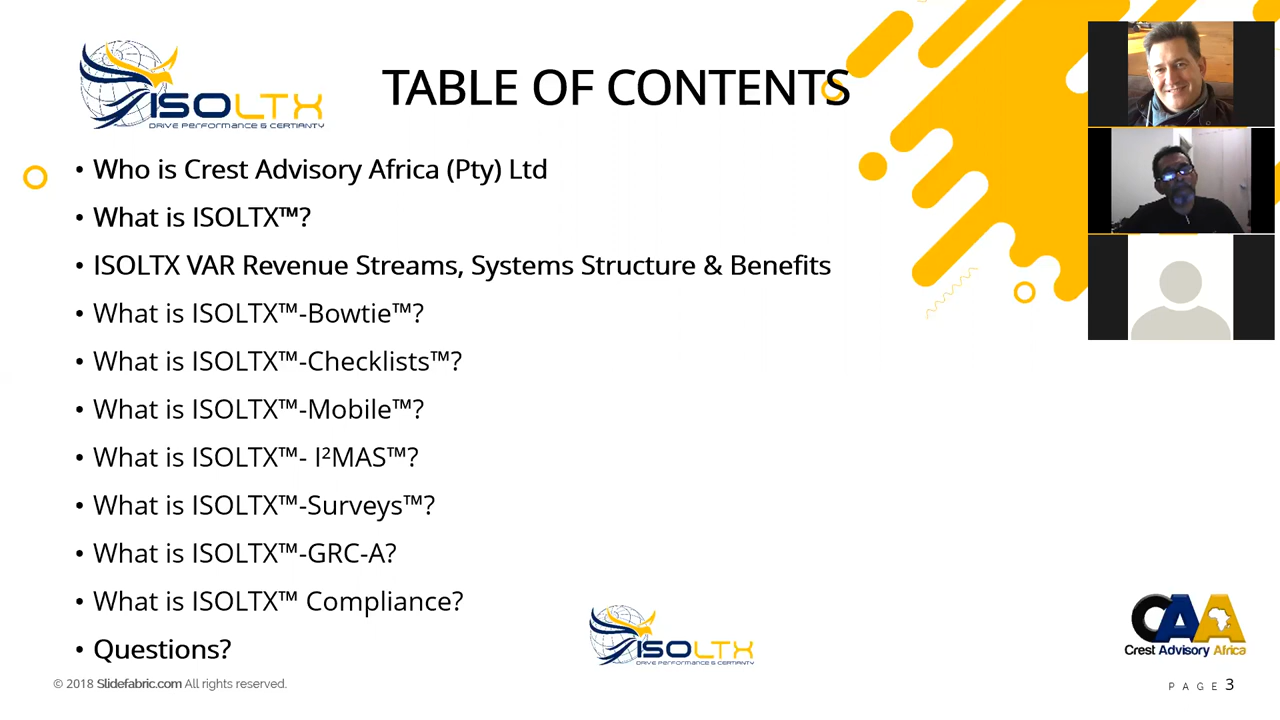 ISOLTX
DRIVE PERFORMANCE & CERTIANTY
TABLE OF CONTENTS
• Who is Crest Advisory Africa (Pty) Ltd
• What is ISOLTX™?
• ISOLTX VAR Revenue Streams, Systems Structure & Benefits
• What is ISOLTX™-Bowtie™?
• What is ISOLTX™-Checklists™?
• What is ISOLTX™-Mobile™?
• What is ISOLTX™- I²MAS™?
• What is ISOLTX™-Surveys™?
• What is ISOLTX™-GRC-A?
• What is ISOLTX™ Compliance?
• Questions?
ISOLTX
DRIVE PERFORMANCE & CERTIANTY
CAA
Crest Advisory Africa
© 2018 Slidefabric.com All rights reserved.
PAGE 3